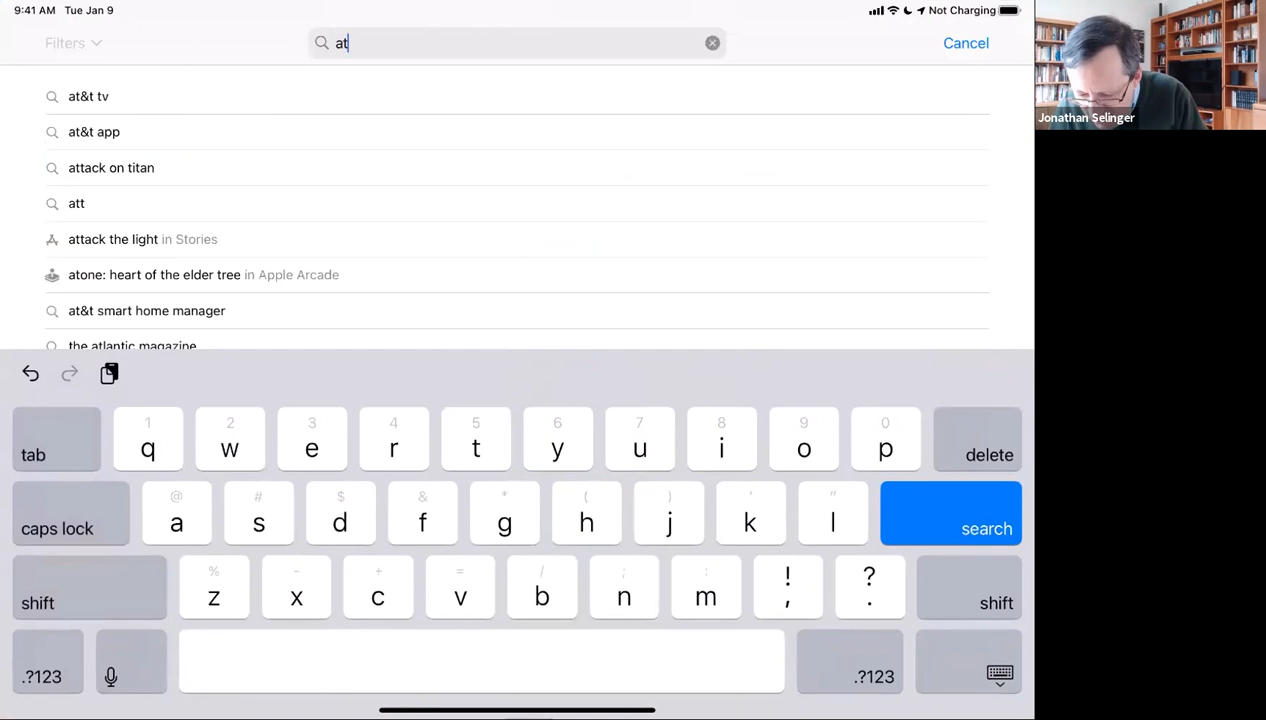 9:41 AM Tue Jan 9 Not Charging
Filters at Cancel
Jonathan Selinger
at&t tv
at&t app
attack on titan
att
attack the light in Stories
atone: heart of the elder tree in Apple Arcade
at&t smart home manager
the atlantic magazine
1 2 3 4 5 6 7 8 9 0
tab q w e r t y u i o p delete
@ # $ & * ( ) ' "
caps lock a s d f g h j k l search
% - + = / ; : ! ?
shift z x c v b n m , . shift
.?123 .?123